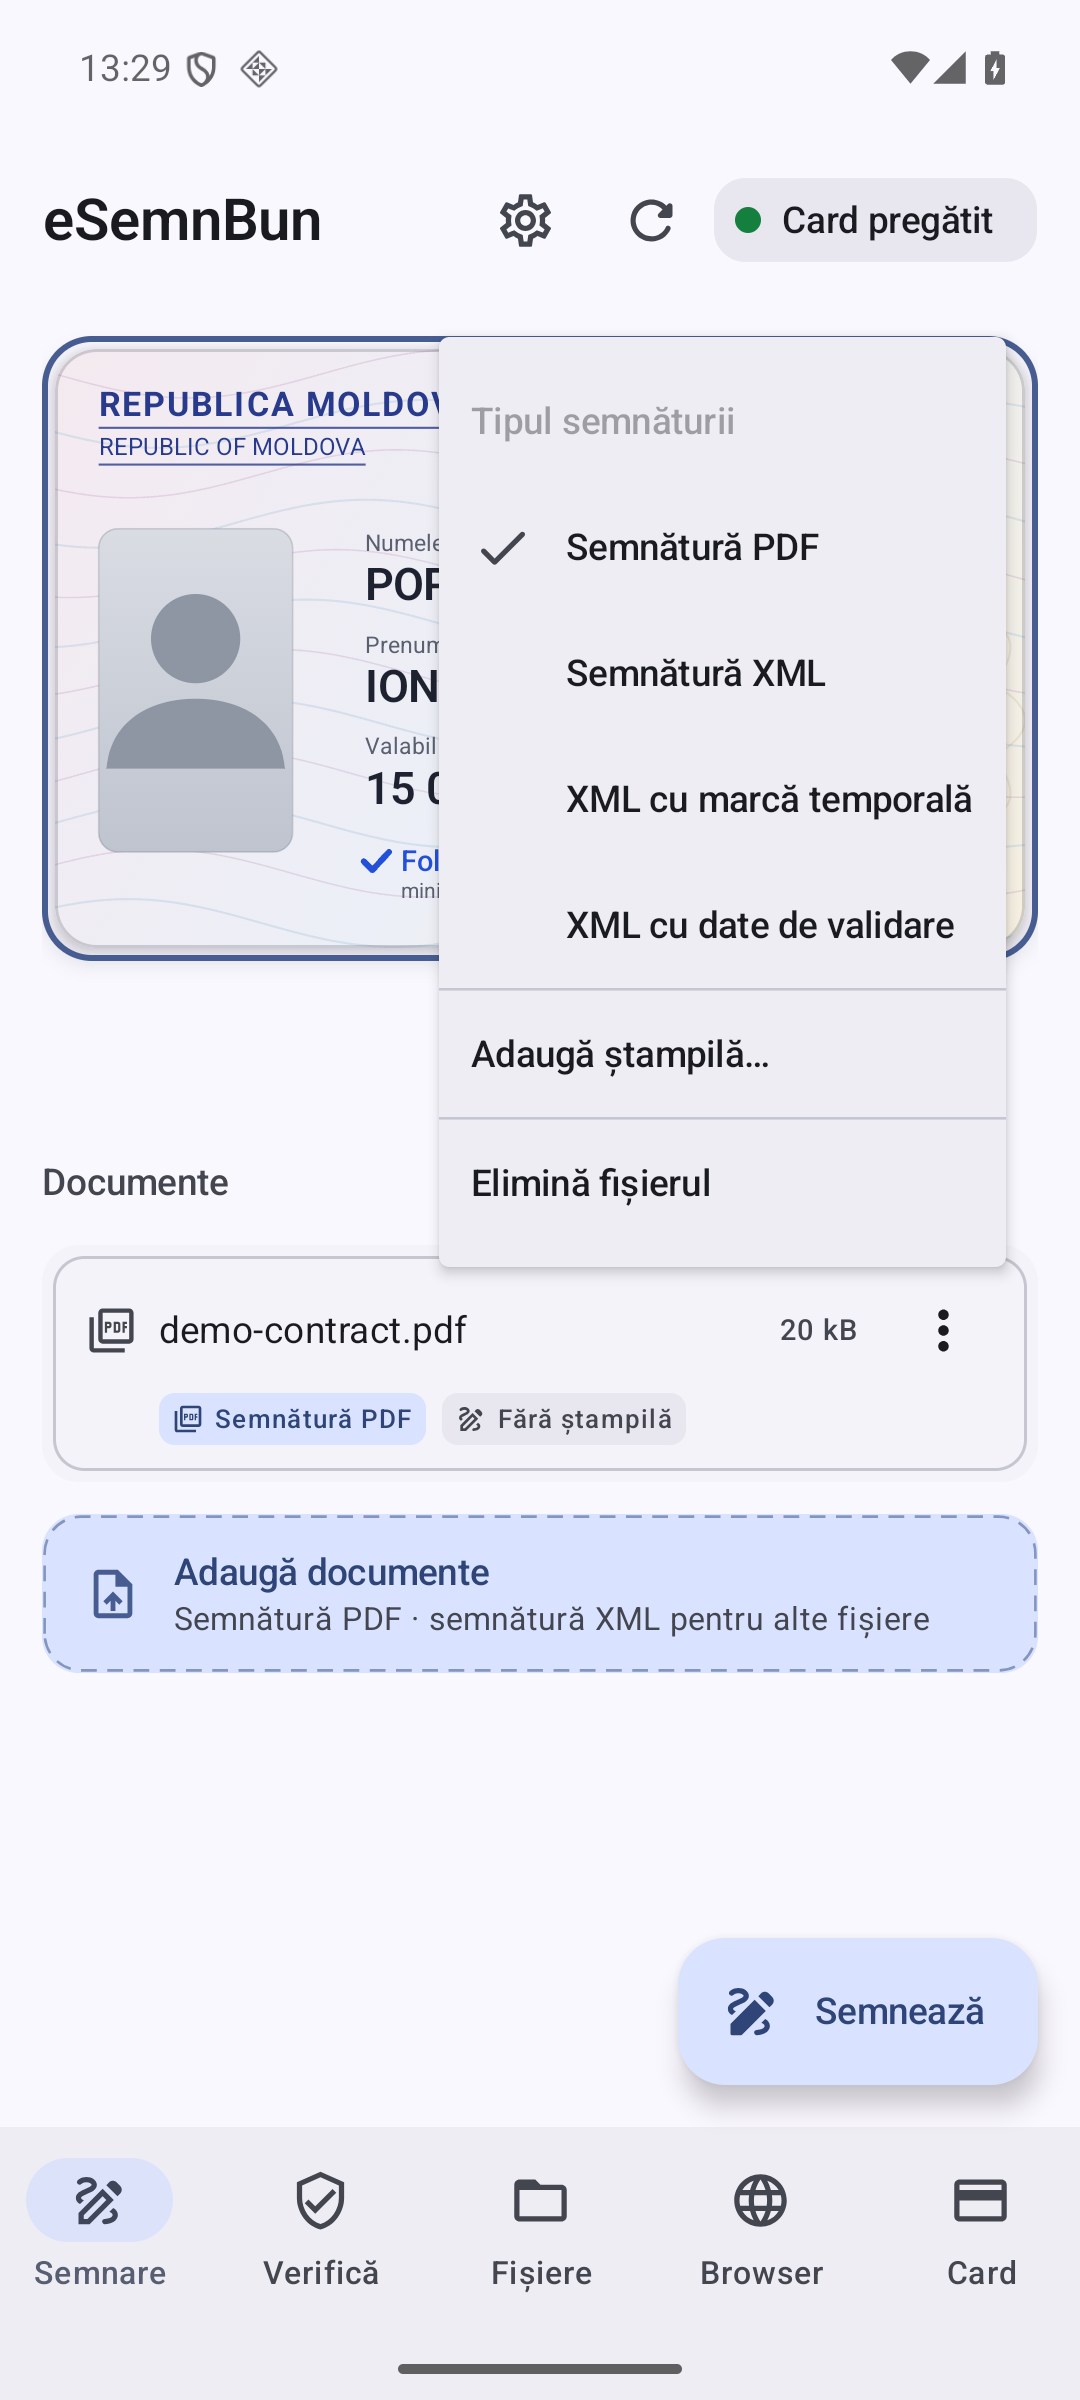 13:29
eSemnBun
Card pregătit
REPUBLICA MOLDOV
REPUBLIC OF MOLDOVA
Numele
Prenum
ION
Valabil
15 0
Fol
mini
Tipul semnăturii
Semnătură PDF
Semnătură XML
XML cu marcă temporală
XML cu date de validare
Adaugă ștampilă...
Elimină fișierul
Documente
PDF
demo-contract.pdf
20 kB
PDF
Semnătură PDF
Fără ștampilă
Adaugă documente
Semnătură PDF · semnătură XML pentru alte fișiere
Semnează
Semnare
Verifică
Fișiere
Browser
Card